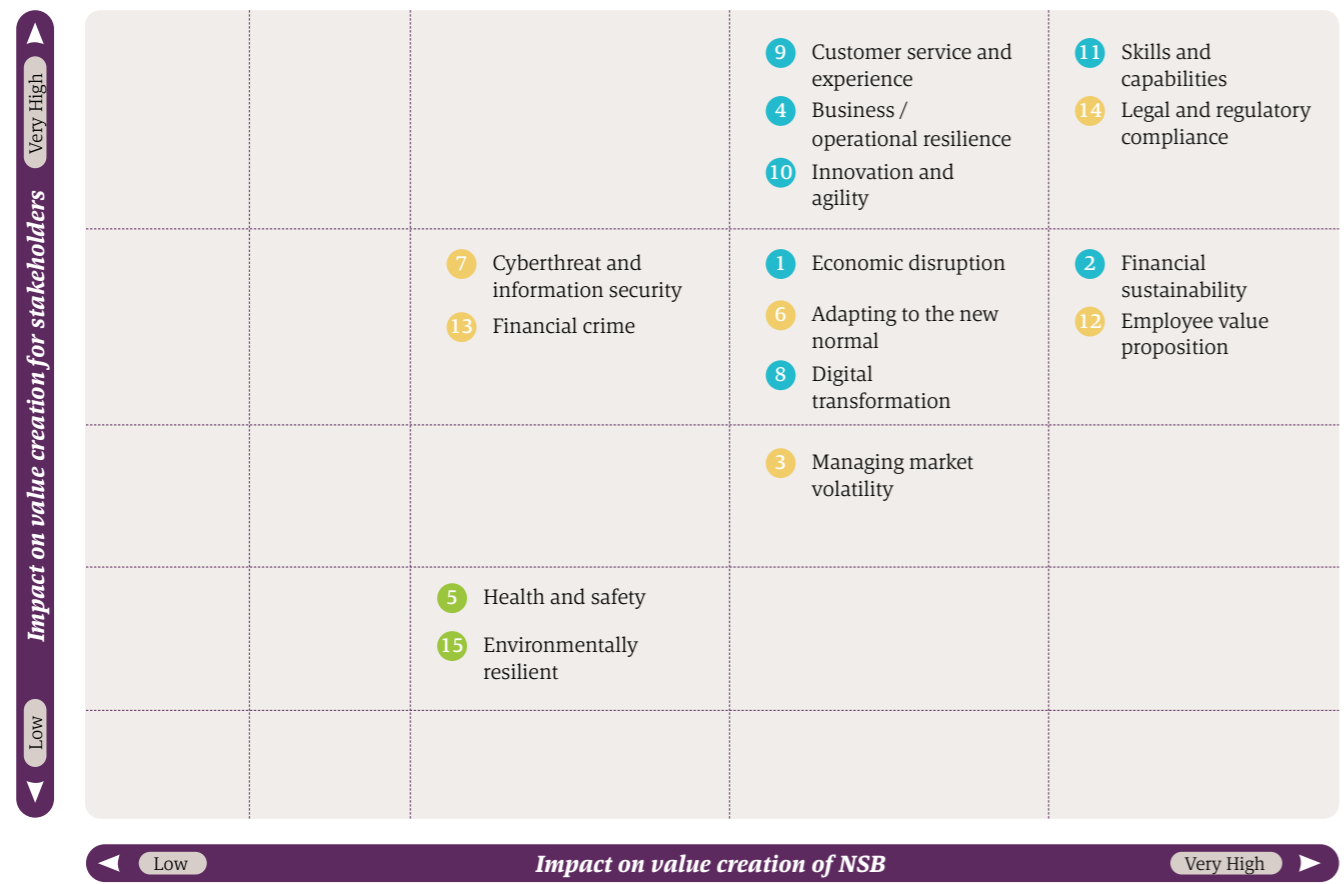 Very High
Impact on value creation for stakeholders
Low
9 Customer service and
experience
4 Business /
operational resilience
10 Innovation and
agility
11 Skills and
capabilities
14 Legal and regulatory
compliance
7 Cyberthreat and
information security
13 Financial crime
1 Economic disruption
6 Adapting to the new
normal
8 Digital
transformation
2 Financial
sustainability
12 Employee value
proposition
3 Managing market
volatility
5 Health and safety
15 Environmentally
resilient
Low
Impact on value creation of NSB
Very High